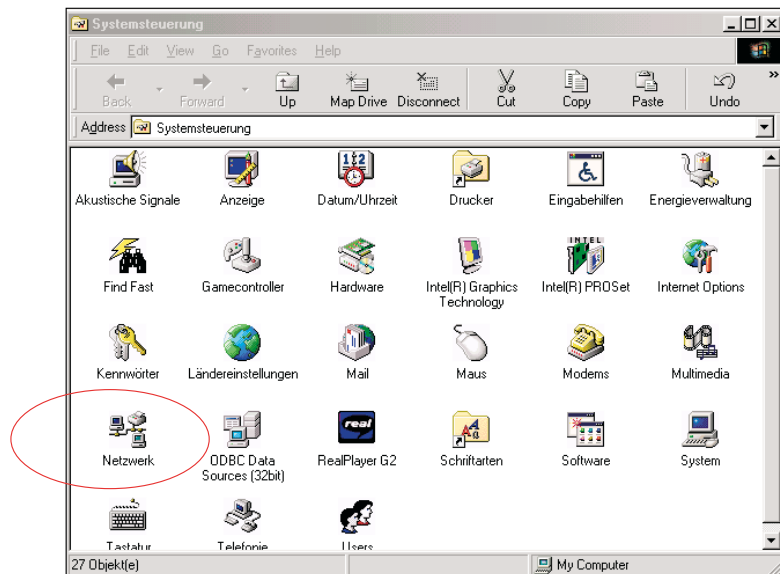 Systemsteuerung
File Edit View Go Favorites Help
Back Forward Up Map Drive Disconnect Cut Copy Paste Undo »
Address Systemsteuerung
Akustische Signale Anzeige Datum/Uhrzeit Drucker Eingabehilfen Energieverwaltung
Find Fast Gamecontroller Hardware Intel(R) Graphics Technology Intel(R) PROSet Internet Options
Kennwörter Ländereinstellungen Mail Maus Modems Multimedia
Netzwerk ODBC Data Sources (32bit) RealPlayer G2 Schriftarten Software System
Tastatur Telefonie Users
27 Objekt(e) My Computer